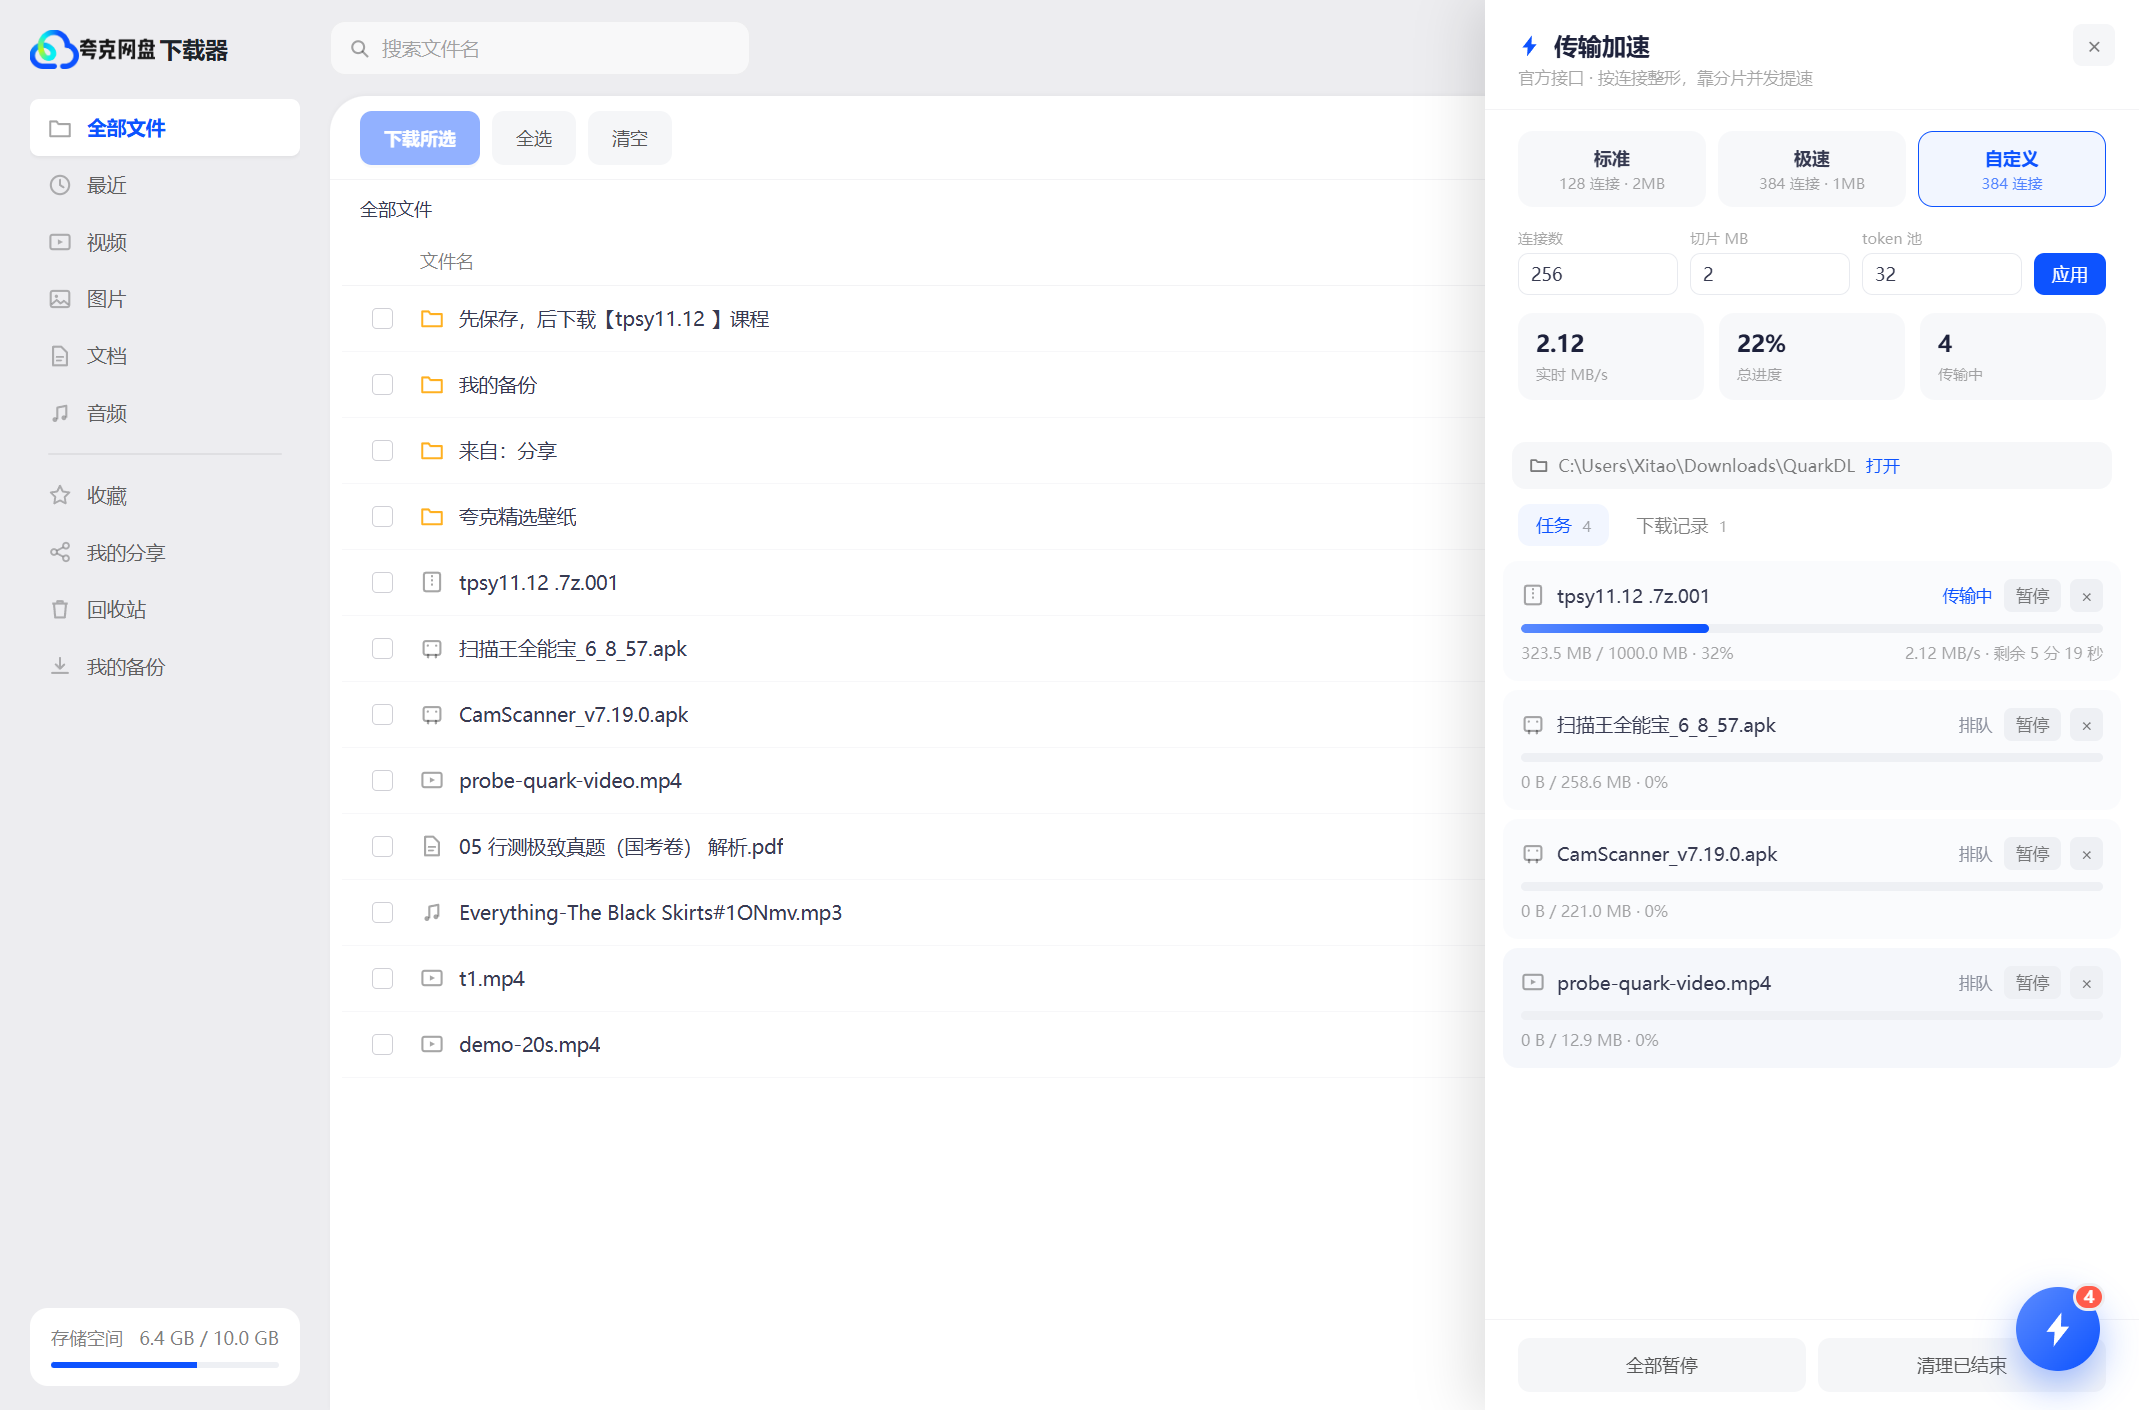 夸克网盘下载器
搜索文件名
全部文件
最近
视频
图片
文档
音频
收藏
我的分享
回收站
我的备份
存储空间 6.4 GB / 10.0 GB
下载所选 全选 清空
全部文件
文件名
先保存，后下载【tpsy11.12 】课程
我的备份
来自：分享
夸克精选壁纸
tpsy11.12 .7z.001
扫描王全能宝_6_8_57.apk
CamScanner_v7.19.0.apk
probe-quark-video.mp4
05 行测极致真题（国考卷） 解析.pdf
Everything-The Black Skirts#1ONmv.mp3
t1.mp4
demo-20s.mp4
传输加速 ×
官方接口 · 按连接整形，靠分片并发提速
标准 极速 自定义
128 连接 · 2MB 384 连接 · 1MB 384 连接
连接数 切片 MB token 池
256 2 32 应用
2.12 22% 4
实时 MB/s 总进度 传输中
C:\Users\Xitao\Downloads\QuarkDL 打开
任务 4 下载记录 1
tpsy11.12 .7z.001 传输中 暂停 ×
323.5 MB / 1000.0 MB · 32% 2.12 MB/s · 剩余 5 分 19 秒
扫描王全能宝_6_8_57.apk 排队 暂停 ×
0 B / 258.6 MB · 0%
CamScanner_v7.19.0.apk 排队 暂停 ×
0 B / 221.0 MB · 0%
probe-quark-video.mp4 排队 暂停 ×
0 B / 12.9 MB · 0%
4
全部暂停 清理已结束